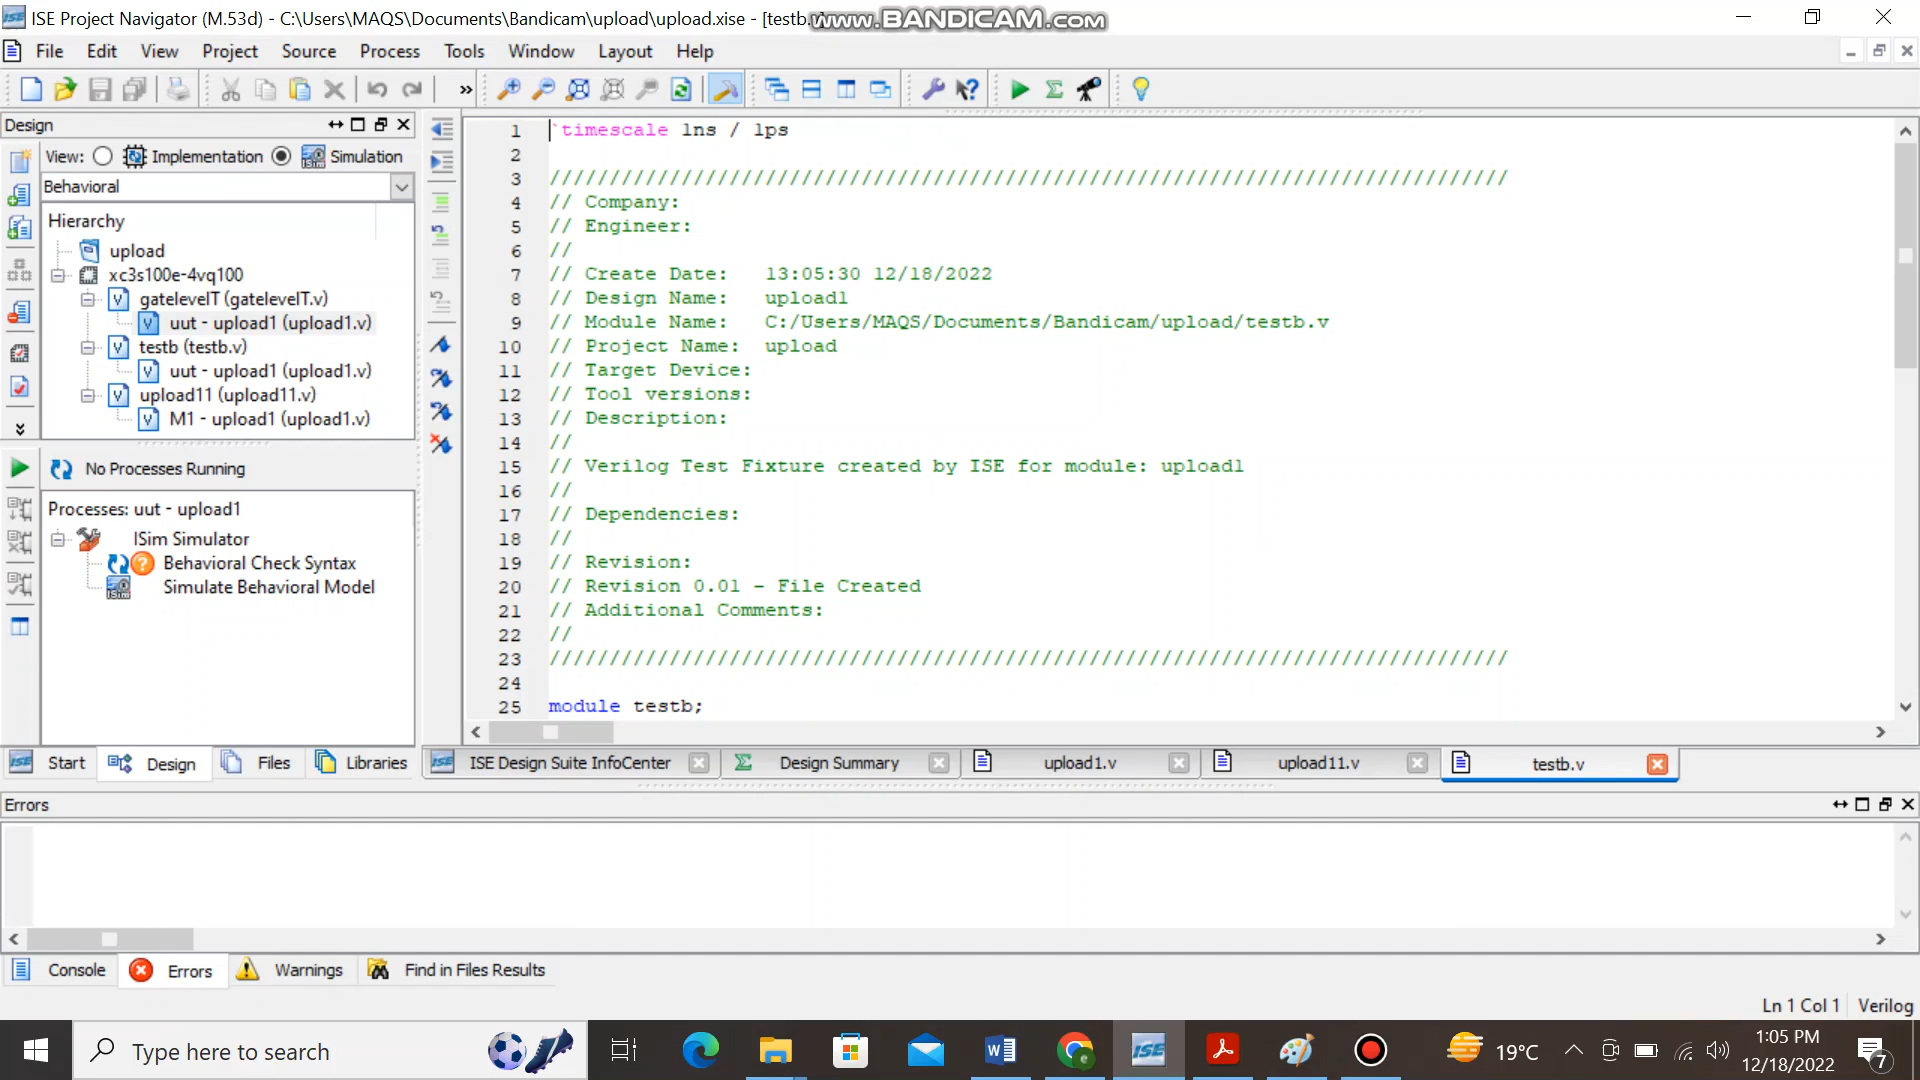 ISE Project Navigator (M.53d) - C:\Users\MAQS\Documents\Bandicam\upload\upload.xise - [testb.
www.BANDICAM.com
File Edit View Project Source Process Tools Window Layout Help
Design
View: Implementation Simulation
Behavioral
Hierarchy
upload
xc3s100e-4vq100
gatelevelT (gatelevelT.v)
uut - upload1 (upload1.v)
testb (testb.v)
uut - upload1 (upload1.v)
upload11 (upload11.v)
M1 - upload1 (upload1.v)
No Processes Running
Processes: uut - upload1
ISim Simulator
Behavioral Check Syntax
Simulate Behavioral Model
Start Design Files Libraries
1 `timescale 1ns / 1ps
2
3 ////////////////////////////////////////////////////////////////////////////////
4 // Company:
5 // Engineer:
6 //
7 // Create Date:   13:05:30 12/18/2022
8 // Design Name:   upload1
9 // Module Name:   C:/Users/MAQS/Documents/Bandicam/upload/testb.v
10 // Project Name:  upload
11 // Target Device:
12 // Tool versions:
13 // Description:
14 //
15 // Verilog Test Fixture created by ISE for module: upload1
16 //
17 // Dependencies:
18 //
19 // Revision:
20 // Revision 0.01 - File Created
21 // Additional Comments:
22 //
23 ////////////////////////////////////////////////////////////////////////////////
24
25 module testb;
ISE Design Suite InfoCenter Design Summary upload1.v upload11.v testb.v
Errors
Console Errors Warnings Find in Files Results
Ln 1 Col 1 Verilog
Type here to search
19°C
1:05 PM
12/18/2022
7